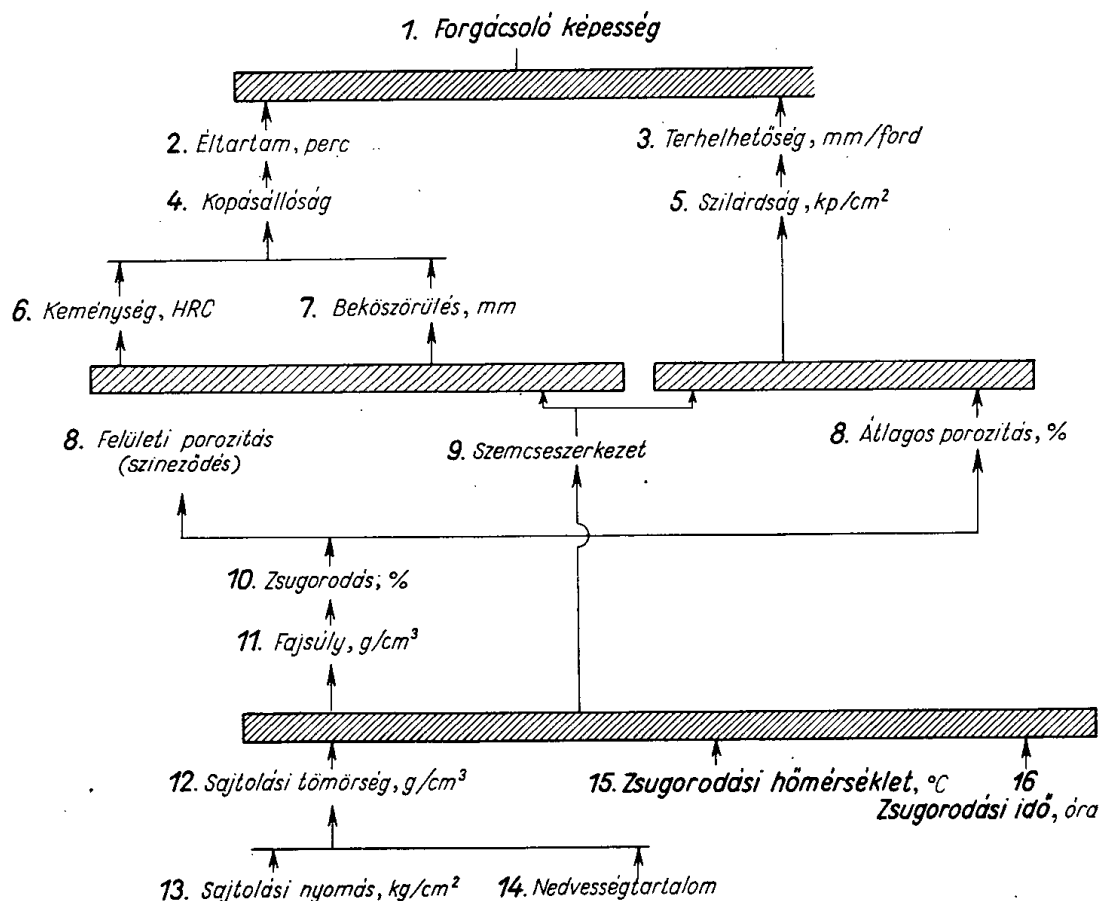 1. Forgácsoló képesség
2. Éltartam, perc
3. Terhelhetőség, mm/ford
4. Kopásállóság
5. Szilárdság, kp/cm²
6. Keménység, HRC
7. Beköszörülés, mm
8. Felületi porozitás
(szineződés)
9. Szemcseszerkezet
8. Átlagos porozitás, %
10. Zsugorodás; %
11. Fajsúly, g/cm³
12. Sajtolási tömörség, g/cm³
15. Zsugorodási hőmérséklet, °C
16
Zsugorodási idő, óra
13. Sajtolási nyomás, kg/cm²
14. Nedvességtartalom